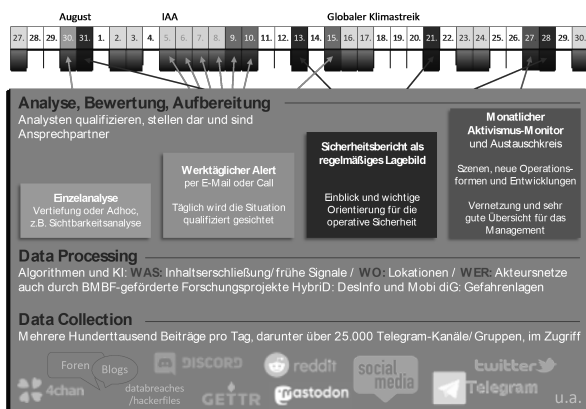 August IAA Globaler Klimastreik
27. 28. 29. 30. 31. 1. 2. 3. 4. 5. 6. 7. 8. 9. 10. 11. 12. 13. 14. 15. 16. 17. 18. 19. 20. 21. 22. 23. 24. 25. 26. 27 28 29. 30.
Analyse, Bewertung, Aufbereitung
Analysten qualifizieren, stellen dar und sind
Ansprechpartner
Einzelanalyse
Vertiefung oder Adhoc,
z.B. Sichtbarkeitsanalyse
Werktäglicher Alert
per E-Mail oder Call
Täglich wird die Situation
qualifiziert gesichtet
Sicherheitsbericht als
regelmäßiges Lagebild
Einblick und wichtige
Orientierung für die
operative Sicherheit
Monatlicher
Aktivismus-Monitor
und Austauschkreis
Szenen, neue Operations-
formen und Entwicklungen
Vernetzung und sehr
gute Übersicht für das
Management
Data Processing
Algorithmen und KI: WAS: Inhaltserschließung/ frühe Signale / WO: Lokationen / WER: Akteursnetze
auch durch BMBF-geförderte Forschungsprojekte HybriD: DesInfo und Mobi diG: Gefahrenlagen
Data Collection
Mehrere Hunderttausend Beiträge pro Tag, darunter über 25.000 Telegram-Kanäle/ Gruppen, im Zugriff
Foren
Blogs
DISCORD
reddit
social
media
twitter
4chan
databreaches
/hackerfiles
GETTR
mastodon
Telegram
u.a.